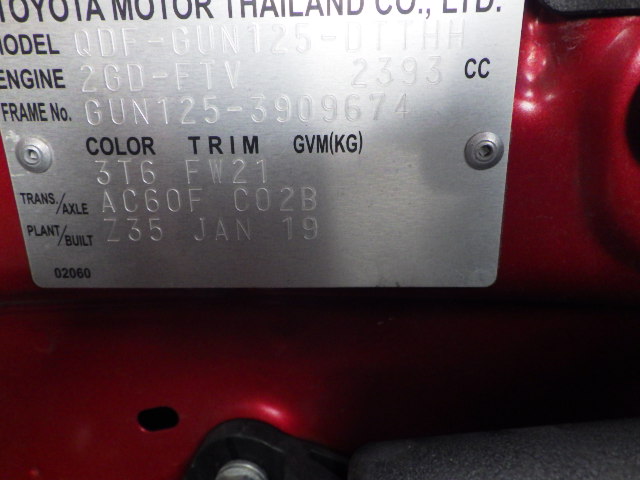 TOYOTA MOTOR THAILAND CO., LTD.
MODEL QDF-GUN125-DTTHH
ENGINE 2GD-FTV 2393 CC
FRAME No. GUN125-3909674
COLOR TRIM GVM(KG)
3T6 FW21
TRANS./AXLE AC60F C02B
PLANT/BUILT Z35 JAN 19
02060